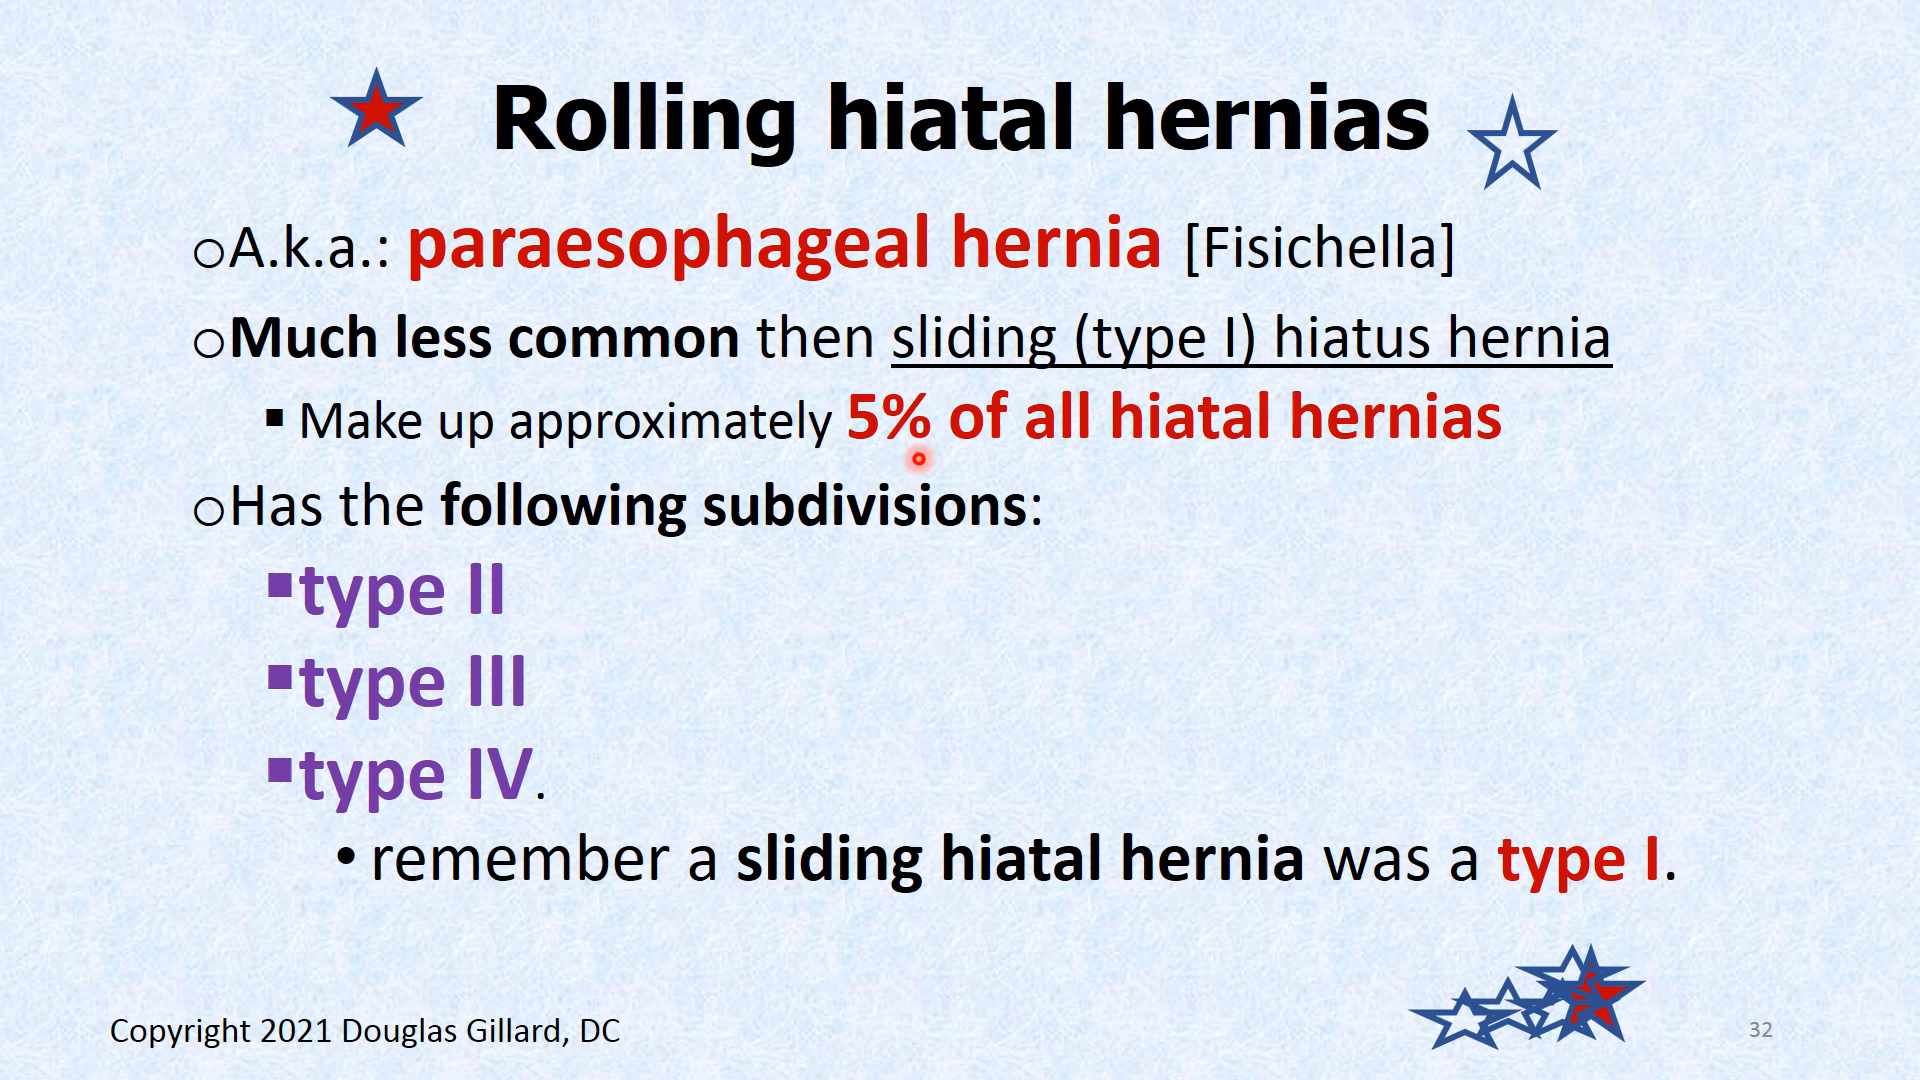 Rolling hiatal hernias
A.k.a.: paraesophageal hernia [Fisichella]
Much less common then sliding (type I) hiatus hernia
Make up approximately 5% of all hiatal hernias
Has the following subdivisions:
type II
type III
type IV.
remember a sliding hiatal hernia was a type I.
Copyright 2021 Douglas Gillard, DC
32